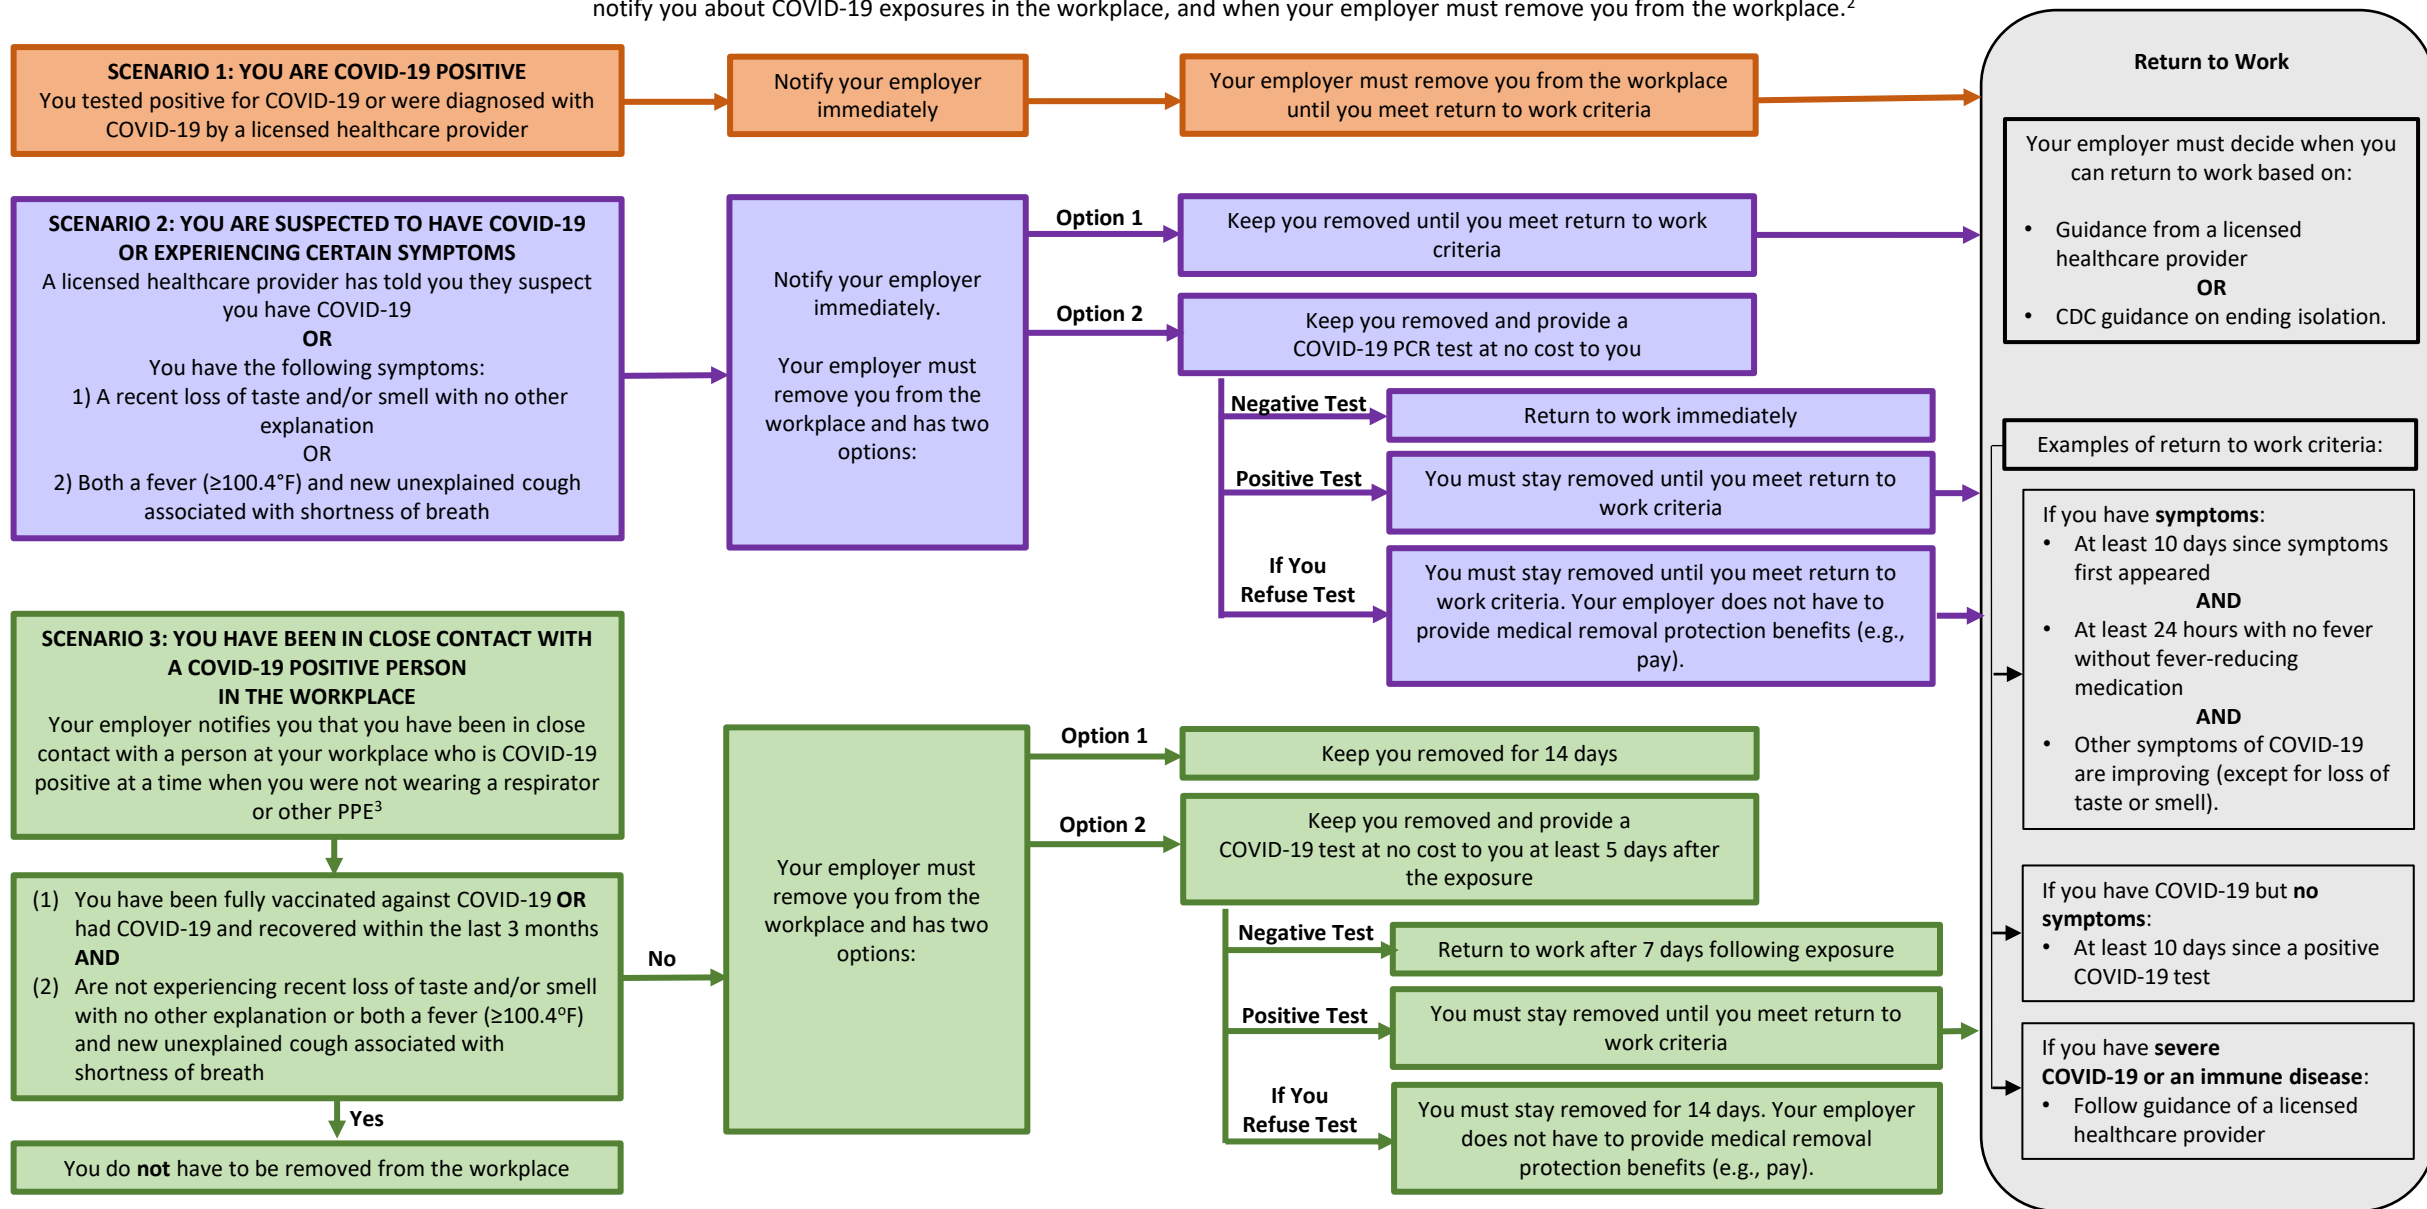 notify you about COVID-19 exposures in the workplace, and when your employer must remove you from the workplace.2
SCENARIO 1: YOU ARE COVID-19 POSITIVE
You tested positive for COVID-19 or were diagnosed with
COVID-19 by a licensed healthcare provider
Notify your employer
immediately
Your employer must remove you from the workplace
until you meet return to work criteria
SCENARIO 2: YOU ARE SUSPECTED TO HAVE COVID-19
OR EXPERIENCING CERTAIN SYMPTOMS
A licensed healthcare provider has told you they suspect
you have COVID-19
OR
You have the following symptoms:
1) A recent loss of taste and/or smell with no other
explanation
OR
2) Both a fever (≥100.4°F) and new unexplained cough
associated with shortness of breath
Notify your employer
immediately.
Your employer must
remove you from the
workplace and has two
options:
Option 1
Keep you removed until you meet return to work
criteria
Option 2
Keep you removed and provide a
COVID-19 PCR test at no cost to you
Negative Test
Return to work immediately
Positive Test
You must stay removed until you meet return to
work criteria
If You
Refuse Test
You must stay removed until you meet return to
work criteria. Your employer does not have to
provide medical removal protection benefits (e.g.,
pay).
SCENARIO 3: YOU HAVE BEEN IN CLOSE CONTACT WITH
A COVID-19 POSITIVE PERSON
IN THE WORKPLACE
Your employer notifies you that you have been in close
contact with a person at your workplace who is COVID-19
positive at a time when you were not wearing a respirator
or other PPE3
(1) You have been fully vaccinated against COVID-19 OR
had COVID-19 and recovered within the last 3 months
AND
(2) Are not experiencing recent loss of taste and/or smell
with no other explanation or both a fever (≥100.4oF)
and new unexplained cough associated with
shortness of breath
Yes
You do not have to be removed from the workplace
No
Your employer must
remove you from the
workplace and has two
options:
Option 1
Keep you removed for 14 days
Option 2
Keep you removed and provide a
COVID-19 test at no cost to you at least 5 days after
the exposure
Negative Test
Return to work after 7 days following exposure
Positive Test
You must stay removed until you meet return to
work criteria
If You
Refuse Test
You must stay removed for 14 days. Your employer
does not have to provide medical removal
protection benefits (e.g., pay).
Return to Work
Your employer must decide when you
can return to work based on:
• Guidance from a licensed
healthcare provider
OR
• CDC guidance on ending isolation.
Examples of return to work criteria:
If you have symptoms:
• At least 10 days since symptoms
first appeared
AND
• At least 24 hours with no fever
without fever-reducing
medication
AND
• Other symptoms of COVID-19
are improving (except for loss of
taste or smell).
If you have COVID-19 but no
symptoms:
• At least 10 days since a positive
COVID-19 test
If you have severe
COVID-19 or an immune disease:
• Follow guidance of a licensed
healthcare provider